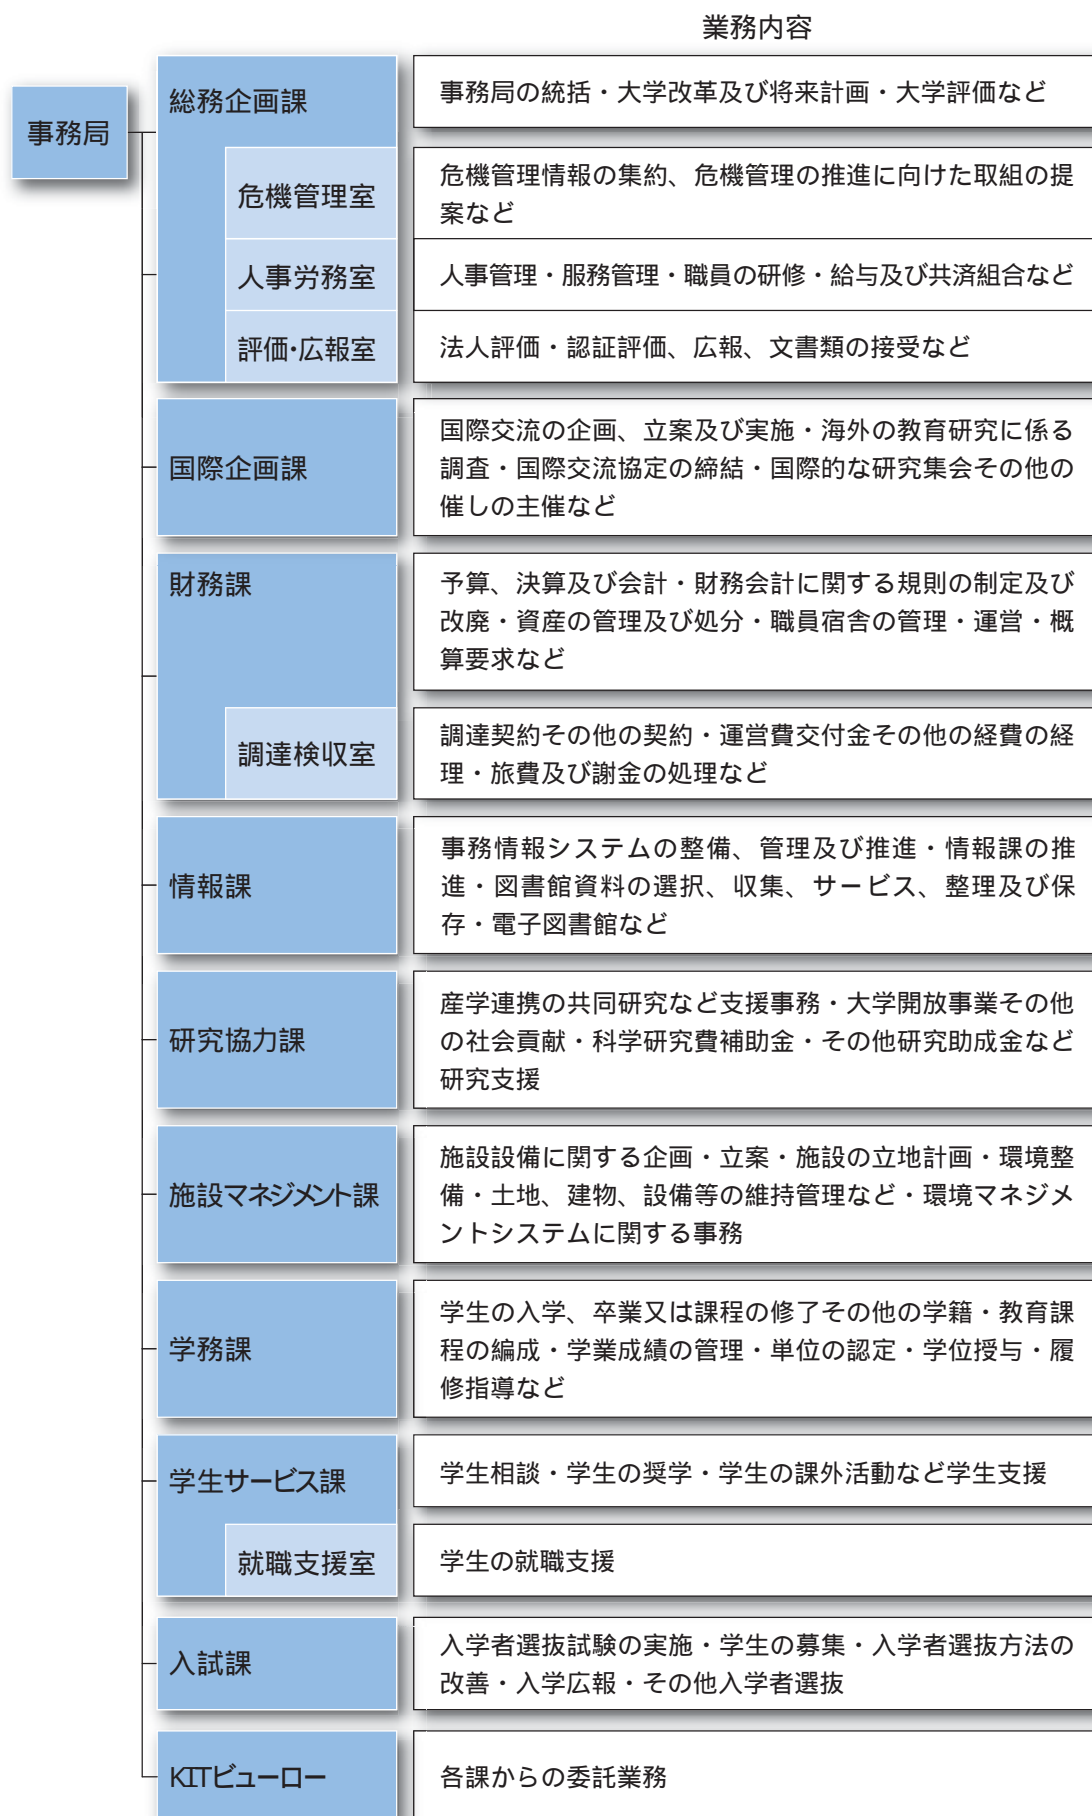 業務内容
事務局
総務企画課
事務局の統括・大学改革及び将来計画・大学評価など
危機管理室
危機管理情報の集約、危機管理の推進に向けた取組の提
案など
人事労務室
人事管理・服務管理・職員の研修・給与及び共済組合など
評価・広報室
法人評価・認証評価、広報、文書類の接受など
国際企画課
国際交流の企画、立案及び実施・海外の教育研究に係る
調査・国際交流協定の締結・国際的な研究集会その他の
催しの主催など
財務課
予算、決算及び会計・財務会計に関する規則の制定及び
改廃・資産の管理及び処分・職員宿舎の管理・運営・概
算要求など
調達検収室
調達契約その他の契約・運営費交付金その他の経費の経
理・旅費及び謝金の処理など
情報課
事務情報システムの整備、管理及び推進・情報課の推
進・図書館資料の選択、収集、サービス、整理及び保
存・電子図書館など
研究協力課
産学連携の共同研究など支援事務・大学開放事業その他
の社会貢献・科学研究費補助金・その他研究助成金など
研究支援
施設マネジメント課
施設設備に関する企画・立案・施設の立地計画・環境整
備・土地、建物、設備等の維持管理など・環境マネジメ
ントシステムに関する事務
学務課
学生の入学、卒業又は課程の修了その他の学籍・教育課
程の編成・学業成績の管理・単位の認定・学位授与・履
修指導など
学生サービス課
学生相談・学生の奨学・学生の課外活動など学生支援
就職支援室
学生の就職支援
入試課
入学者選抜試験の実施・学生の募集・入学者選抜方法の
改善・入学広報・その他入学者選抜
KITビューロー
各課からの委託業務